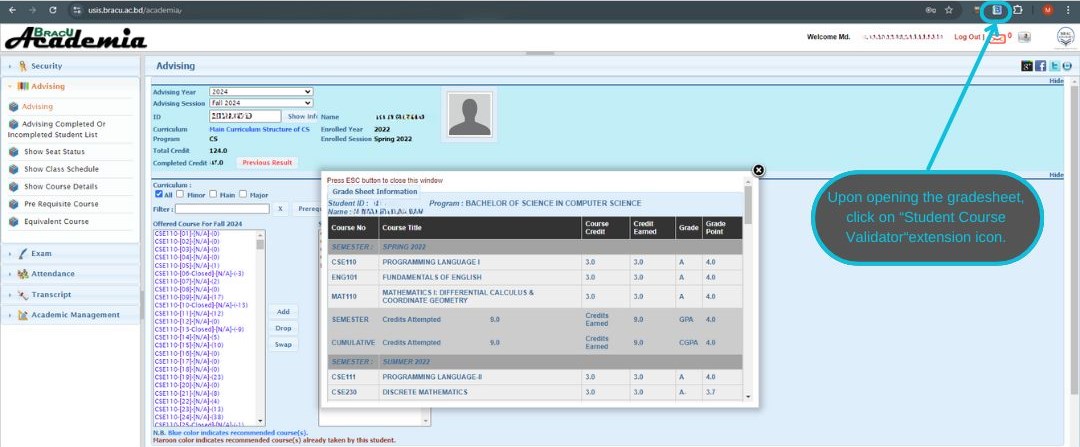 usis.bracu.ac.bd/academia/
M
BRACU
Academia
Welcome Md.
Log Out |
0
Security
Advising
Advising
Advising Completed Or
Incompleted Student List
Show Seat Status
Show Class Schedule
Show Course Details
Pre Requisite Course
Equivalent Course
Exam
Attendance
Transcript
Academic Management
Advising
Hide
Advising Year 2024
Advising Session Fall 2024
ID Show Info Name
Curriculum Main Curriculum Structure of CS Enrolled Year 2022
Program CS Enrolled Session Spring 2022
Total Credit 124.0
Completed Credit Previous Result
Hide
Curriculum :
All Minor Main Major
Filter : X Prereq
Offered Course For Fall 2024
CSE110-[01]-[N/A]-(0)
CSE110-[02]-[N/A]-(0)
CSE110-[03]-[N/A]-(0)
CSE110-[04]-[N/A]-(0)
CSE110-[05]-[N/A]-(1)
CSE110-[06-Closed]-[N/A]-(-3)
CSE110-[07]-[N/A]-(2)
CSE110-[08]-[N/A]-(0)
CSE110-[09]-[N/A]-(17)
CSE110-[10-Closed]-[N/A]-(-15)
CSE110-[11]-[N/A]-(12)
CSE110-[12]-[N/A]-(0)
CSE110-[13-Closed]-[N/A]-(-9)
CSE110-[14]-[N/A]-(5)
CSE110-[15]-[N/A]-(10)
CSE110-[16]-[N/A]-(0)
CSE110-[17]-[N/A]-(0)
CSE110-[18]-[N/A]-(0)
CSE110-[19]-[N/A]-(23)
CSE110-[20]-[N/A]-(0)
CSE110-[21]-[N/A]-(8)
CSE110-[22]-[N/A]-(4)
CSE110-[23]-[N/A]-(13)
CSE110-[24]-[N/A]-(38)
CSE110-[25-Closed]-[N/A]-(-1)
Add
Drop
Swap
N.B. Blue color indicates recommended course(s).
Maroon color indicates recommended course(s) already taken by this student.
Press ESC button to close this window
Grade Sheet Information
Student ID : Program : BACHELOR OF SCIENCE IN COMPUTER SCIENCE
Name :
Course No Course Title Course Credit Credit Earned Grade Grade Point
SEMESTER : SPRING 2022
CSE110 PROGRAMMING LANGUAGE I 3.0 3.0 A 4.0
ENG101 FUNDAMENTALS OF ENGLISH 3.0 3.0 A 4.0
MAT110 MATHEMATICS I: DIFFERENTIAL CALCULUS & COORDINATE GEOMETRY 3.0 3.0 A 4.0
SEMESTER Credits Attempted 9.0 Credits Earned 9.0 GPA 4.0
CUMULATIVE Credits Attempted 9.0 Credits Earned 9.0 CGPA 4.0
SEMESTER : SUMMER 2022
CSE111 PROGRAMMING LANGUAGE-II 3.0 3.0 A 4.0
CSE230 DISCRETE MATHEMATICS 3.0 3.0 A- 3.7
Upon opening the gradesheet,
click on "Student Course
Validator"extension icon.